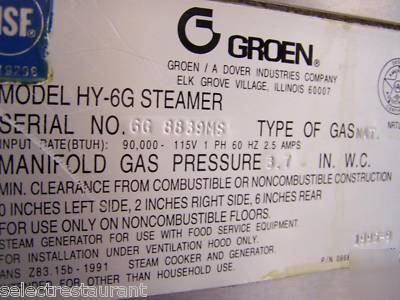 NSF
GROEN
GROEN / A DOVER INDUSTRIES COMPANY
ELK GROVE VILLAGE, ILLINOIS 60007
MODEL HY-6G STEAMER
SERIAL NO. GG 8839MS TYPE OF GAS NAT.
INPUT RATE(BTUH): 90,000 - 115V 1 PH 60 HZ 2.5 AMPS
MANIFOLD GAS PRESSURE 3.7 IN. W.C.
MIN. CLEARANCE FROM COMBUSTIBLE OR NONCOMBUSTIBLE CONSTRUCTION
0 INCHES LEFT SIDE, 2 INCHES RIGHT SIDE, 6 INCHES REAR
FOR USE ONLY ON NONCOMBUSTIBLE FLOORS.
STEAM GENERATOR FOR USE WITH FOOD SERVICE EQUIPMENT.
FOR INSTALLATION UNDER VENTILATION HOOD ONLY.
ANS Z83.15b-1991 STEAM COOKER AND GENERATOR
FOR OTHER THAN HOUSEHOLD USE.
P/N
NRTL
selectrestaurant